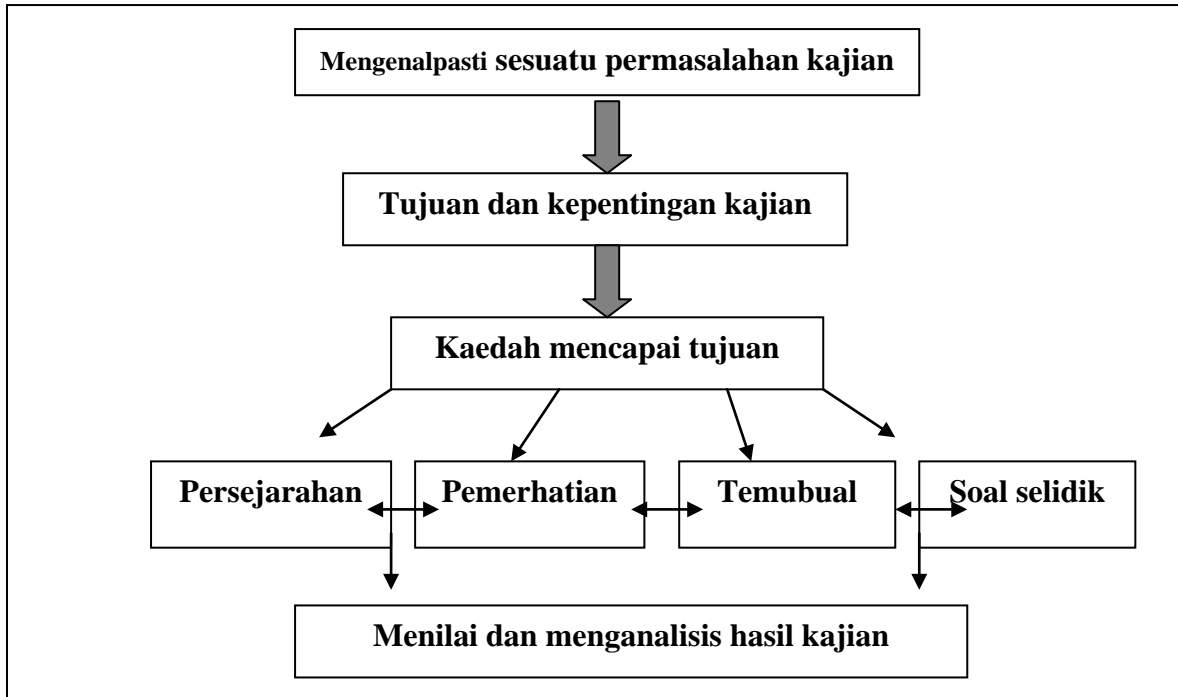 Mengenalpasti sesuatu permasalahan kajian
Tujuan dan kepentingan kajian
Kaedah mencapai tujuan
Persejarahan
Pemerhatian
Temubual
Soal selidik
Menilai dan menganalisis hasil kajian